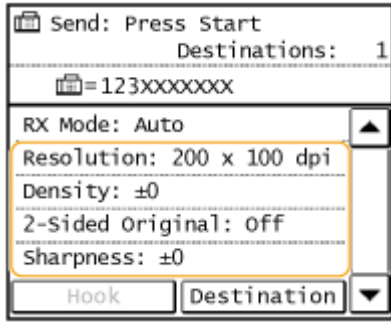 Send: Press Start
Destinations: 1
=123XXXXXXX
RX Mode: Auto
Resolution: 200 x 100 dpi
Density: ±0
2-Sided Original: Off
Sharpness: ±0
Hook Destination